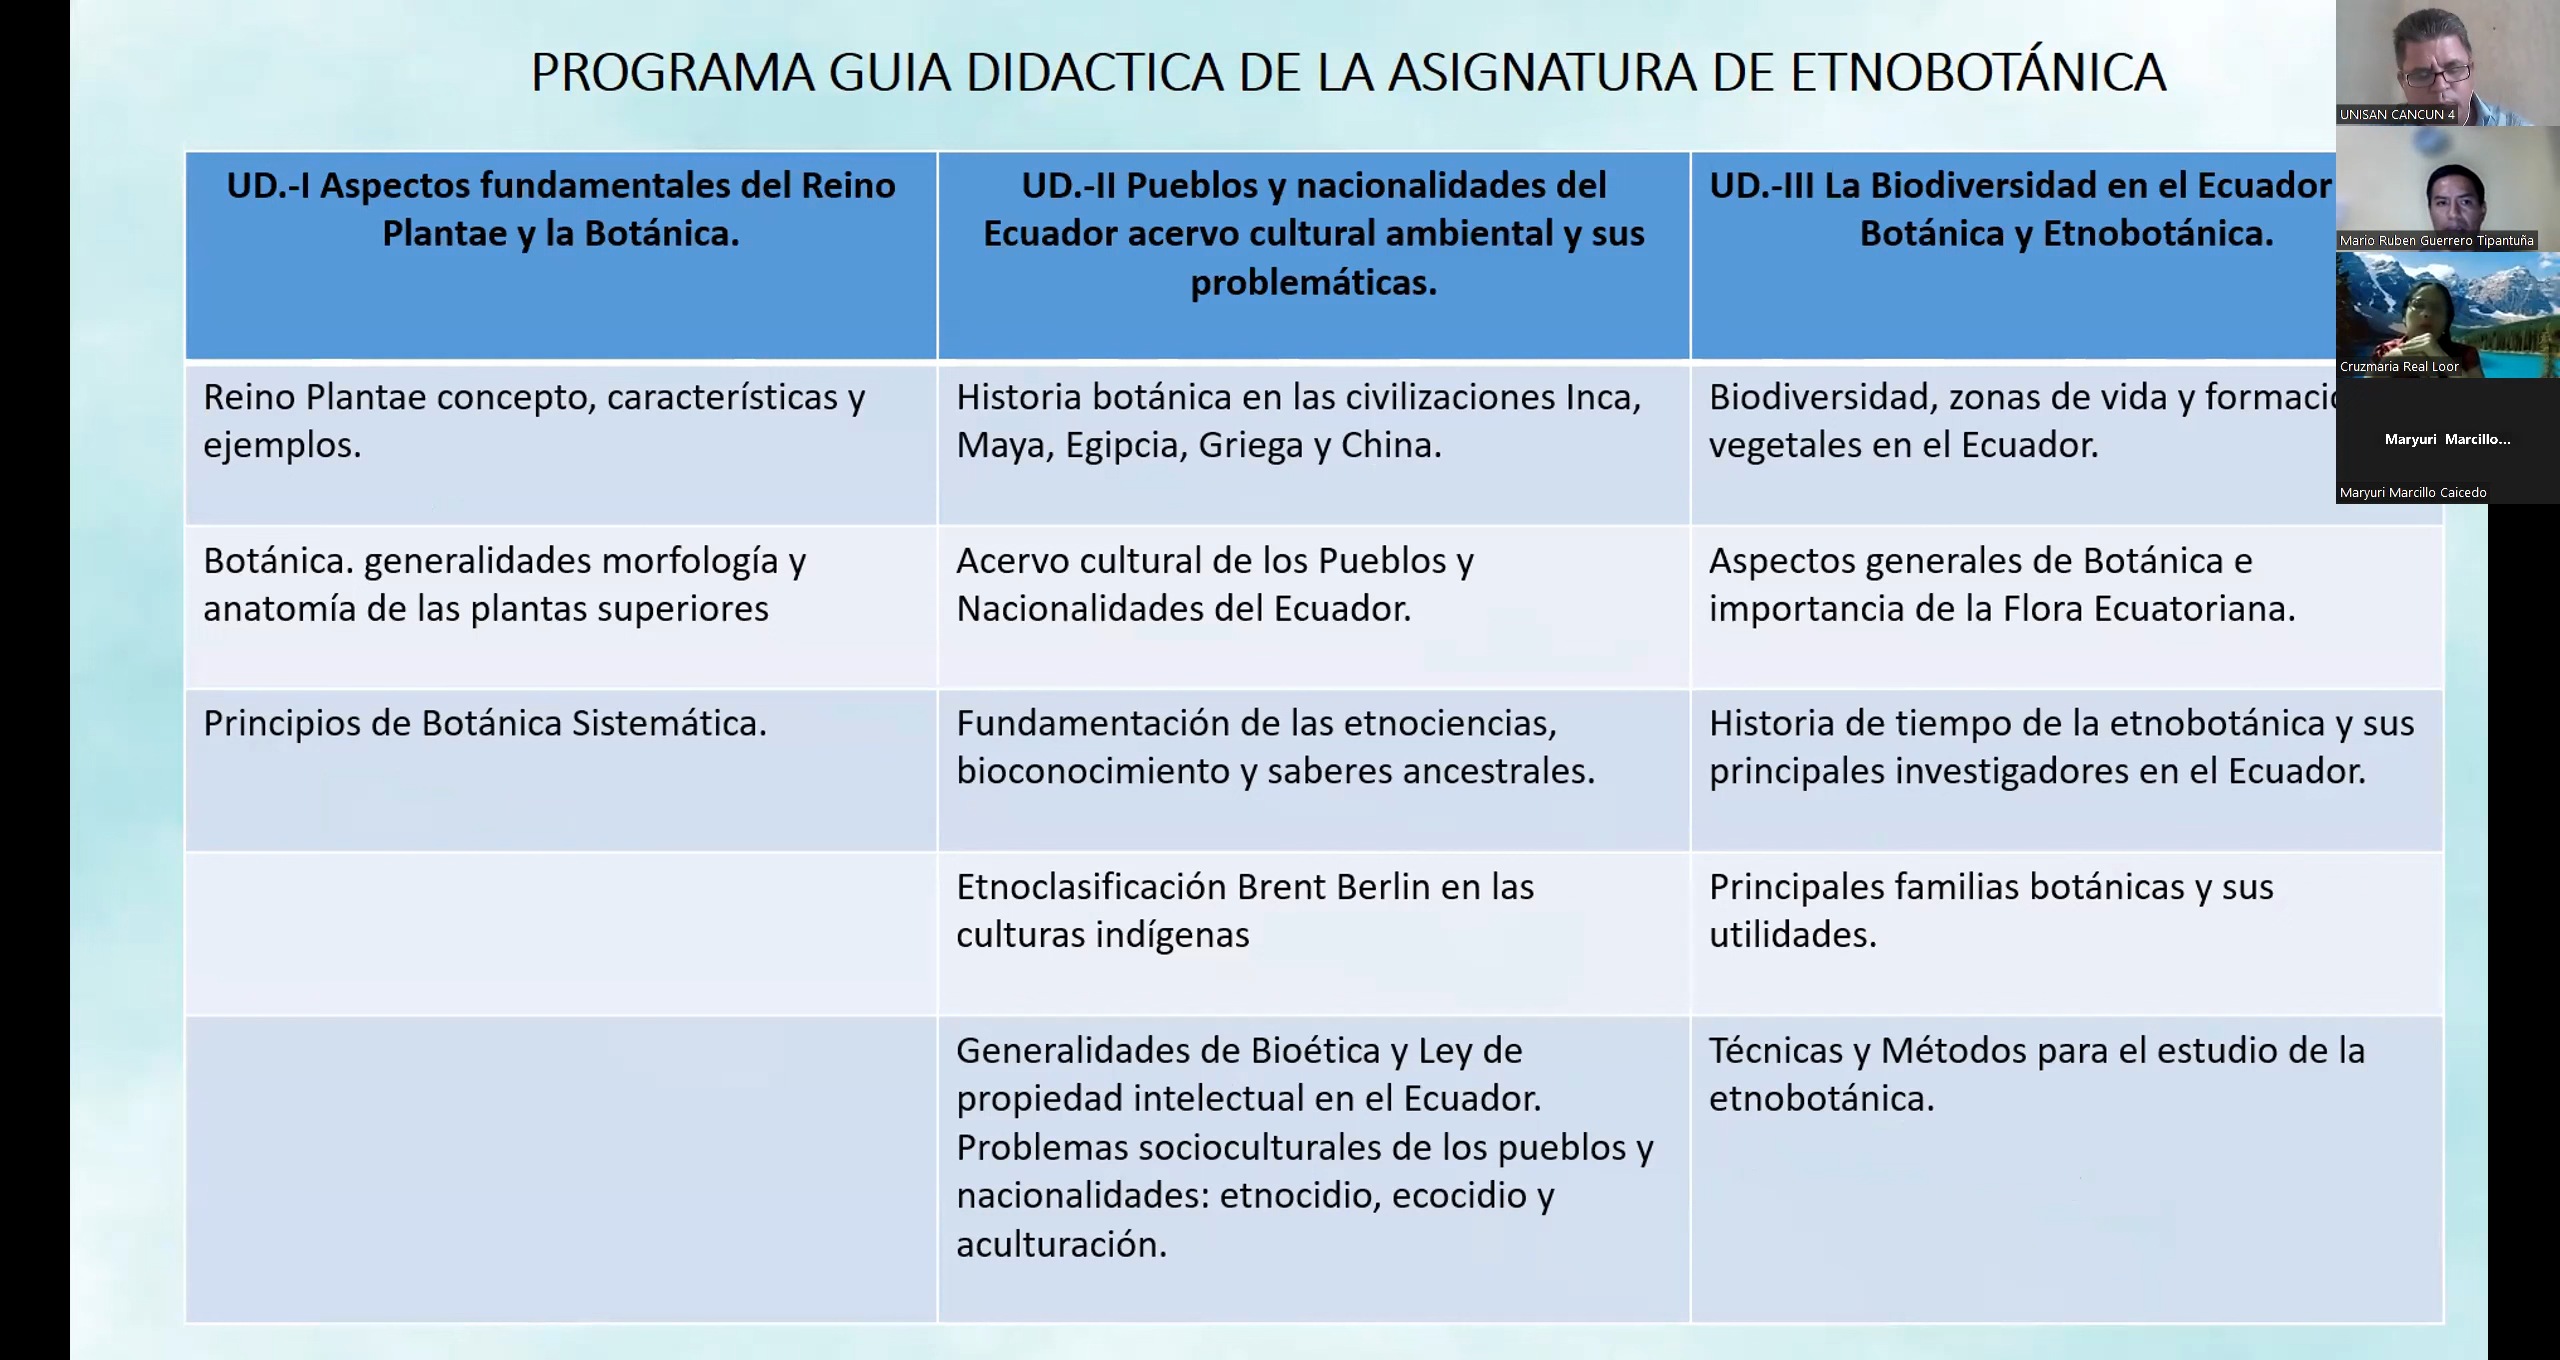 PROGRAMA GUIA DIDACTICA DE LA ASIGNATURA DE ETNOBOTÁNICA
UD.-I Aspectos fundamentales del Reino
Plantae y la Botánica.
UD.-II Pueblos y nacionalidades del
Ecuador acervo cultural ambiental y sus
problemáticas.
UD.-III La Biodiversidad en el Ecuador
Botánica y Etnobotánica.
Reino Plantae concepto, características y
ejemplos.
Historia botánica en las civilizaciones Inca,
Maya, Egipcia, Griega y China.
Biodiversidad, zonas de vida y
vegetales en el Ecuador.
Botánica. generalidades morfología y
anatomía de las plantas superiores
Acervo cultural de los Pueblos y
Nacionalidades del Ecuador.
Aspectos generales de Botánica e
importancia de la Flora Ecuatoriana.
Principios de Botánica Sistemática.
Fundamentación de las etnociencias,
bioconocimiento y saberes ancestrales.
Historia de tiempo de la etnobotánica y sus
principales investigadores en el Ecuador.
Etnoclasificación Brent Berlin en las
culturas indígenas
Principales familias botánicas y sus
utilidades.
Generalidades de Bioética y Ley de
propiedad intelectual en el Ecuador.
Problemas socioculturales de los pueblos y
nacionalidades: etnocidio, ecocidio y
aculturación.
Técnicas y Métodos para el estudio de la
etnobotánica.
UNISAN CANCUN 4
Mario Ruben Guerrero Tipantuña
Cruzmaria Real Loor
Maryuri Marcillo...
Maryuri Marcillo Caicedo